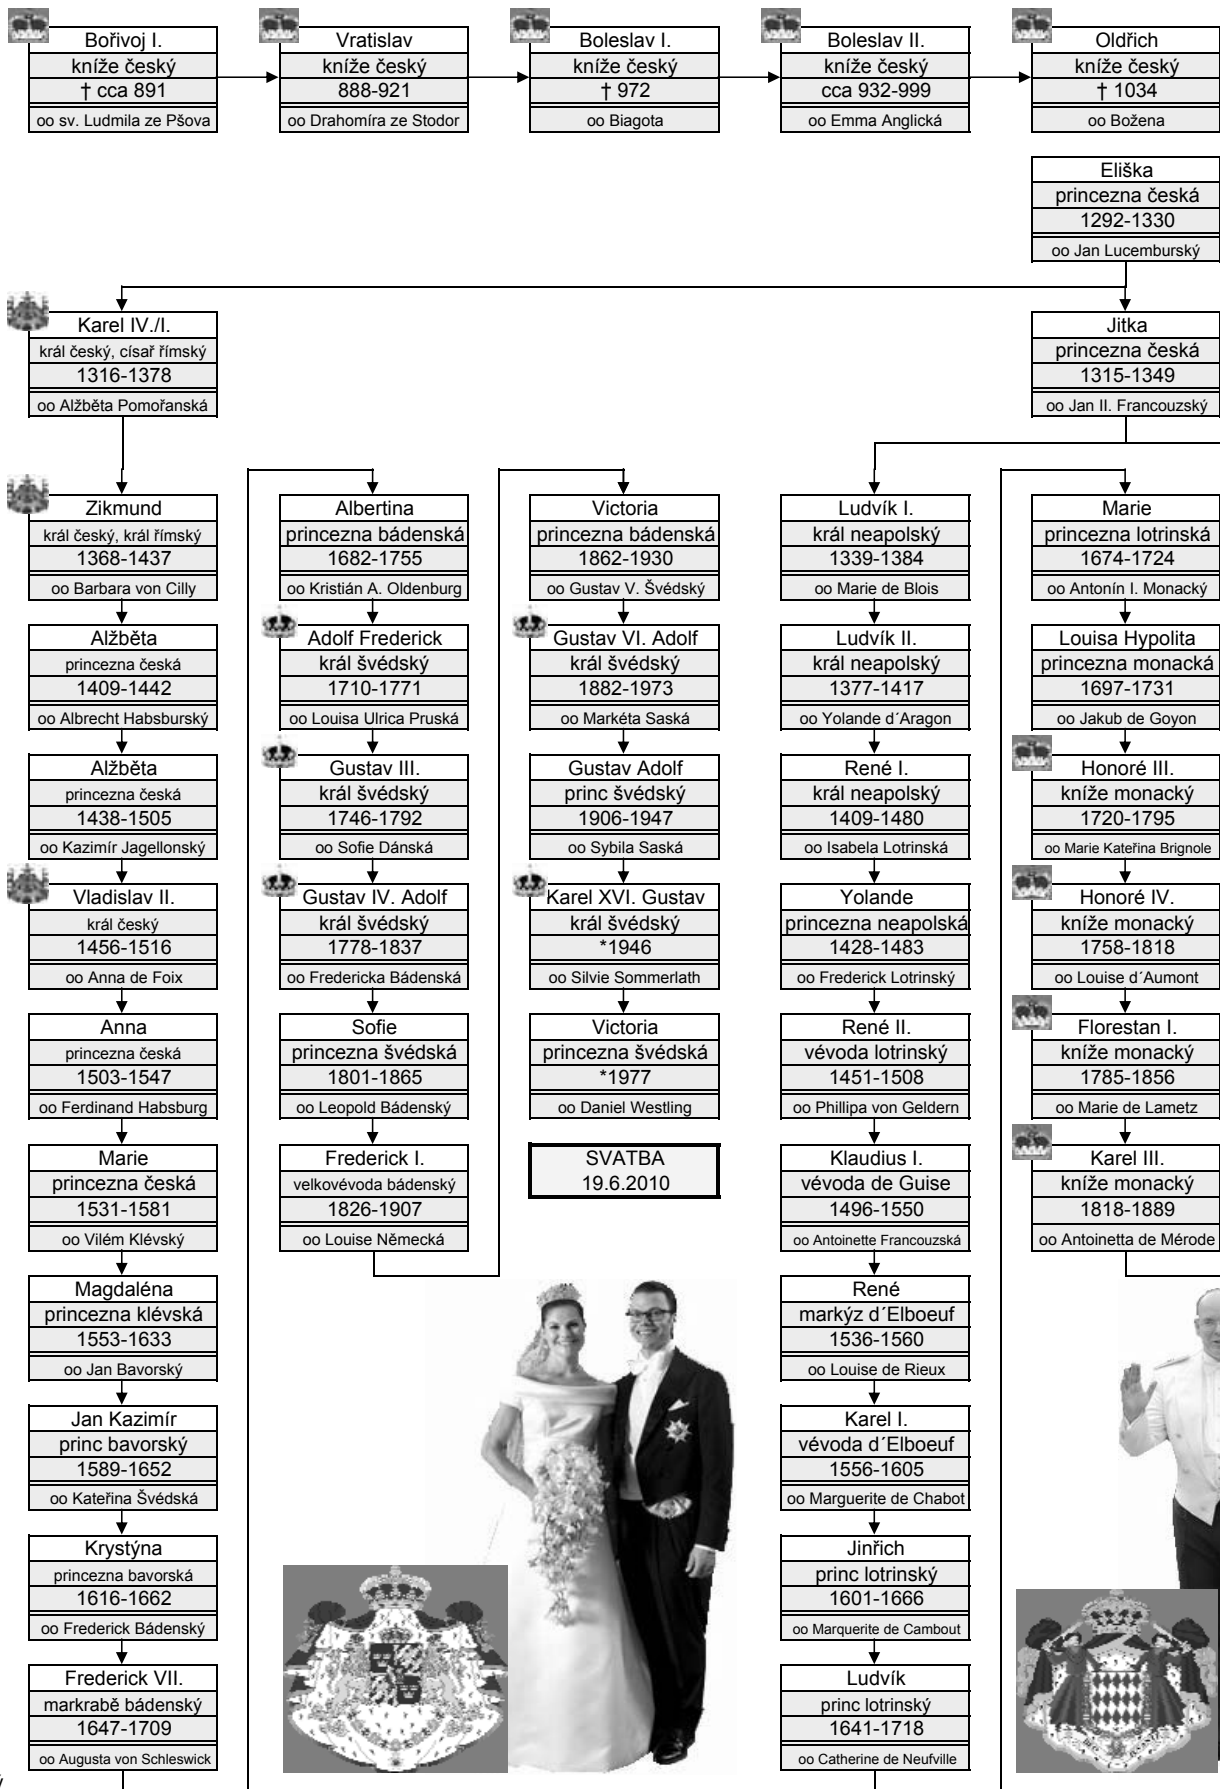 Bořivoj I.
kníže český
† cca 891
oo sv. Ludmila ze Pšova
Vratislav
kníže český
888-921
oo Drahomíra ze Stodor
Boleslav I.
kníže český
† 972
oo Biagota
Boleslav II.
kníže český
cca 932-999
oo Emma Anglická
Oldřich
kníže český
† 1034
oo Božena
Eliška
princezna česká
1292-1330
oo Jan Lucemburský
Karel IV./I.
král český, císař římský
1316-1378
oo Alžběta Pomořanská
Jitka
princezna česká
1315-1349
oo Jan II. Francouzský
Zikmund
král český, král římský
1368-1437
oo Barbara von Cilly
Alžběta
princezna česká
1409-1442
oo Albrecht Habsburský
Alžběta
princezna česká
1438-1505
oo Kazimír Jagellonský
Vladislav II.
král český
1456-1516
oo Anna de Foix
Anna
princezna česká
1503-1547
oo Ferdinand Habsburg
Marie
princezna česká
1531-1581
oo Vilém Klévský
Magdaléna
princezna klévská
1553-1633
oo Jan Bavorský
Jan Kazimír
princ bavorský
1589-1652
oo Kateřina Švédská
Krystýna
princezna bavorská
1616-1662
oo Frederick Bádenský
Frederick VII.
markrabě bádenský
1647-1709
oo Augusta von Schleswick
Albertina
princezna bádenská
1682-1755
oo Kristián A. Oldenburg
Adolf Frederick
král švédský
1710-1771
oo Louisa Ulrica Pruská
Gustav III.
král švédský
1746-1792
oo Sofie Dánská
Gustav IV. Adolf
král švédský
1778-1837
oo Fredericka Bádenská
Sofie
princezna švédská
1801-1865
oo Leopold Bádenský
Frederick I.
velkovévoda bádenský
1826-1907
oo Louise Německá
Victoria
princezna bádenská
1862-1930
oo Gustav V. Švédský
Gustav VI. Adolf
král švédský
1882-1973
oo Markéta Saská
Gustav Adolf
princ švédský
1906-1947
oo Sybila Saská
Karel XVI. Gustav
král švédský
*1946
oo Silvie Sommerlath
Victoria
princezna švédská
*1977
oo Daniel Westling
SVATBA
19.6.2010
Ludvík I.
král neapolský
1339-1384
oo Marie de Blois
Ludvík II.
král neapolský
1377-1417
oo Yolande d´Aragon
René I.
král neapolský
1409-1480
oo Isabela Lotrinská
Yolande
princezna neapolská
1428-1483
oo Frederick Lotrinský
René II.
vévoda lotrinský
1451-1508
oo Phillipa von Geldern
Klaudius I.
vévoda de Guise
1496-1550
oo Antoinette Francouzská
René
markýz d´Elboeuf
1536-1560
oo Louise de Rieux
Karel I.
vévoda d´Elboeuf
1556-1605
oo Marguerite de Chabot
Jinřich
princ lotrinský
1601-1666
oo Marquerite de Cambout
Ludvík
princ lotrinský
1641-1718
oo Catherine de Neufville
Marie
princezna lotrinská
1674-1724
oo Antonín I. Monacký
Louisa Hypolita
princezna monacká
1697-1731
oo Jakub de Goyon
Honoré III.
kníže monacký
1720-1795
oo Marie Kateřina Brignole
Honoré IV.
kníže monacký
1758-1818
oo Louise d´Aumont
Florestan I.
kníže monacký
1785-1856
oo Marie de Lametz
Karel III.
kníže monacký
1818-1889
oo Antoinetta de Mérode